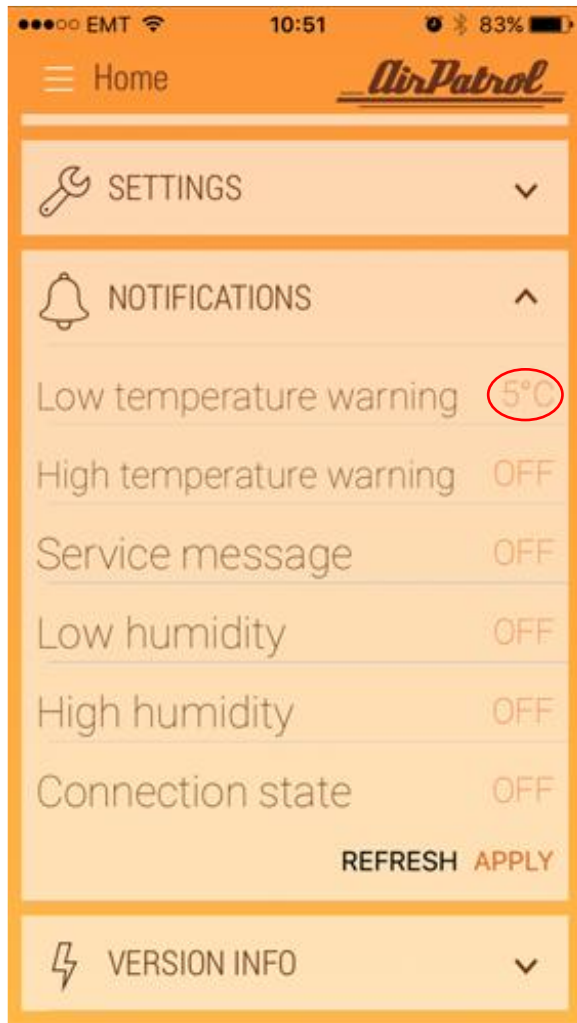 EMT 10:51 83%
Home AirPatrol
SETTINGS
NOTIFICATIONS
Low temperature warning 5°C
High temperature warning OFF
Service message OFF
Low humidity OFF
High humidity OFF
Connection state OFF
REFRESH APPLY
VERSION INFO